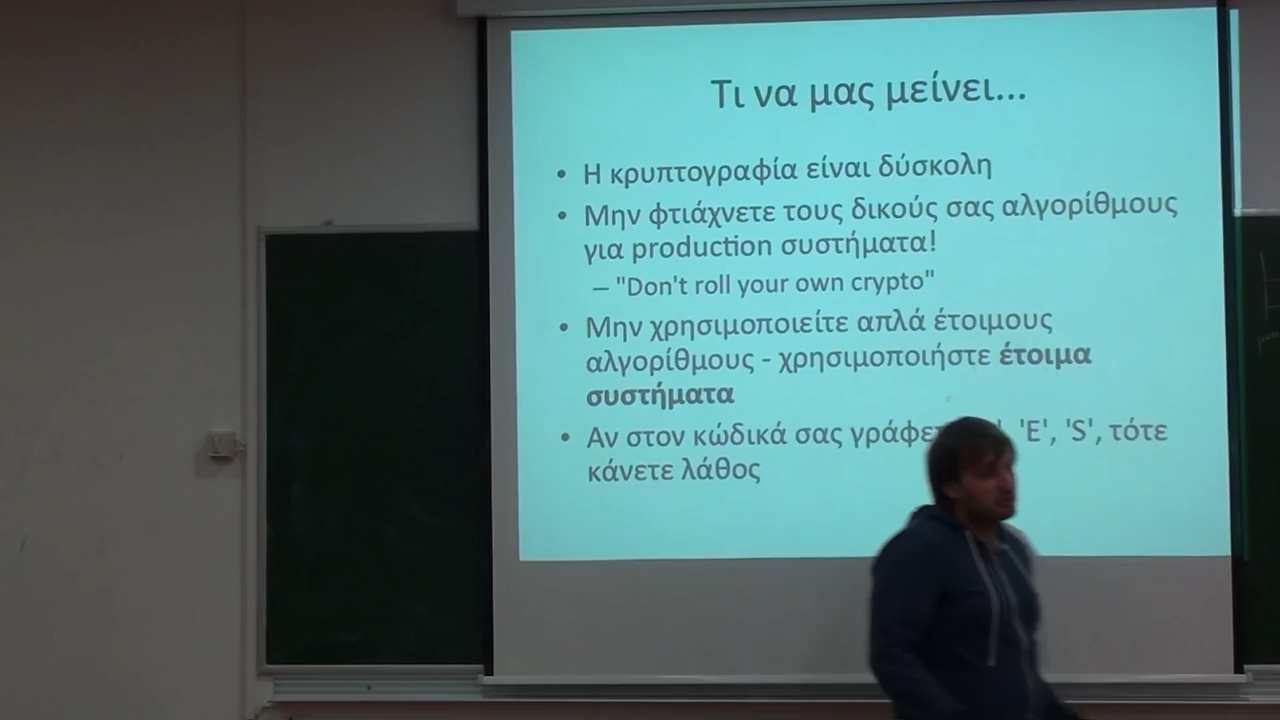 Τι να μας μείνει...
• Η κρυπτογραφία είναι δύσκολη
• Μην φτιάχνετε τους δικούς σας αλγορίθμους
για production συστήματα!
– "Don't roll your own crypto"
• Μην χρησιμοποιείτε απλά έτοιμους
αλγορίθμους - χρησιμοποιήστε έτοιμα
συστήματα
• Αν στον κώδικά σας 'E', 'S', τότε
κάνετε λάθος